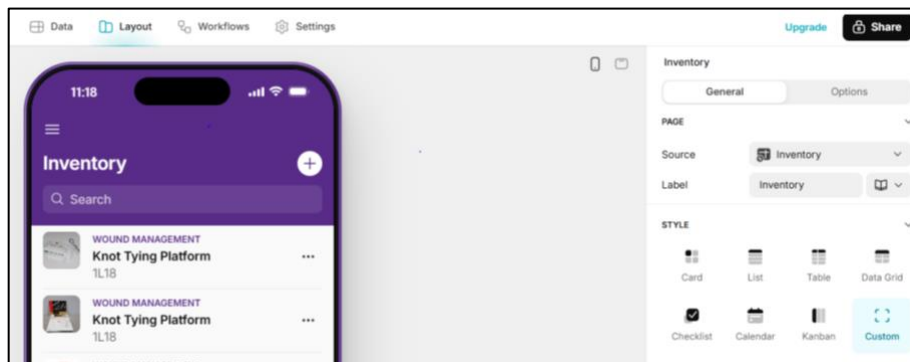 Data Layout Workflows Settings Upgrade Share
11:18
Inventory
Search
WOUND MANAGEMENT
Knot Tying Platform
1L18
WOUND MANAGEMENT
Knot Tying Platform
1L18
Inventory
General Options
PAGE
Source Inventory
Label Inventory
STYLE
Card List Table Data Grid
Checklist Calendar Kanban Custom